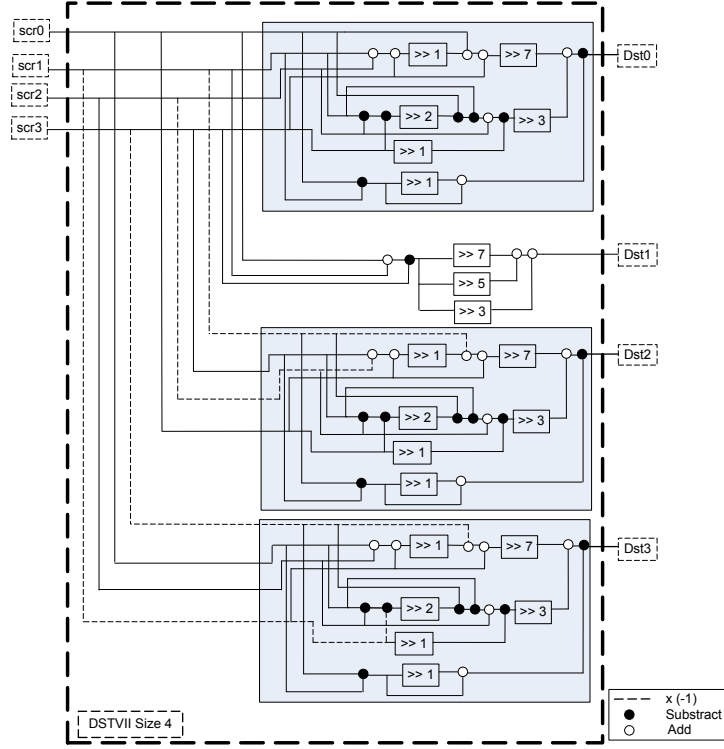 scr0
scr1
scr2
scr3
>> 1
>> 7
Dst0
>> 2
>> 3
>> 1
>> 1
>> 7
Dst1
>> 5
>> 3
>> 1
>> 7
Dst2
>> 2
>> 3
>> 1
>> 1
>> 1
>> 7
Dst3
>> 2
>> 3
>> 1
>> 1
DSTVII Size 4
x (-1)
Substract
Add